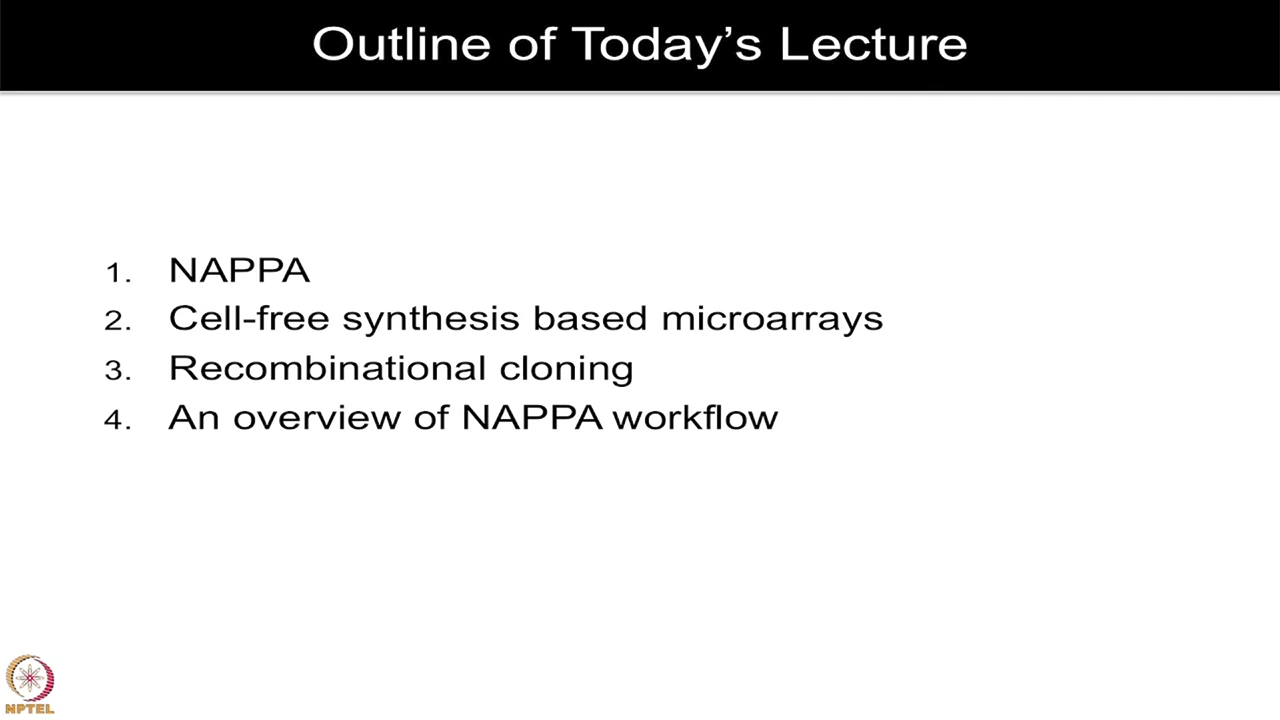 Outline of Today’s Lecture
1. NAPPA
2. Cell-free synthesis based microarrays
3. Recombinational cloning
4. An overview of NAPPA workflow
NPTEL